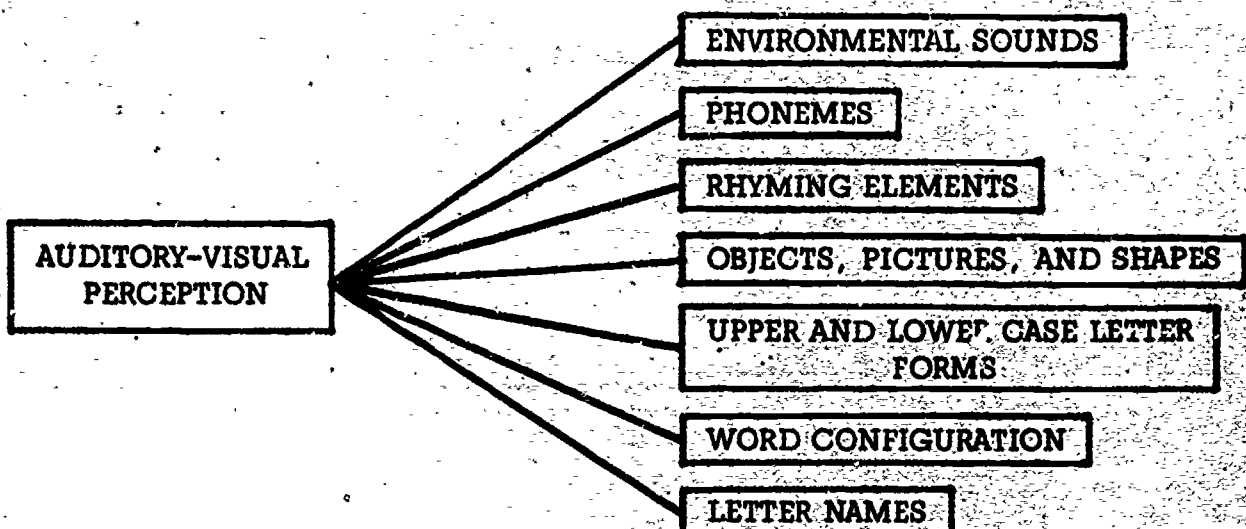 ENVIRONMENTAL SOUNDS
PHONEMES
RHYMING ELEMENTS
AUDITORY-VISUAL
PERCEPTION
OBJECTS, PICTURES, AND SHAPES
UPPER AND LOWER CASE LETTER
FORMS
WORD CONFIGURATION
LETTER NAMES